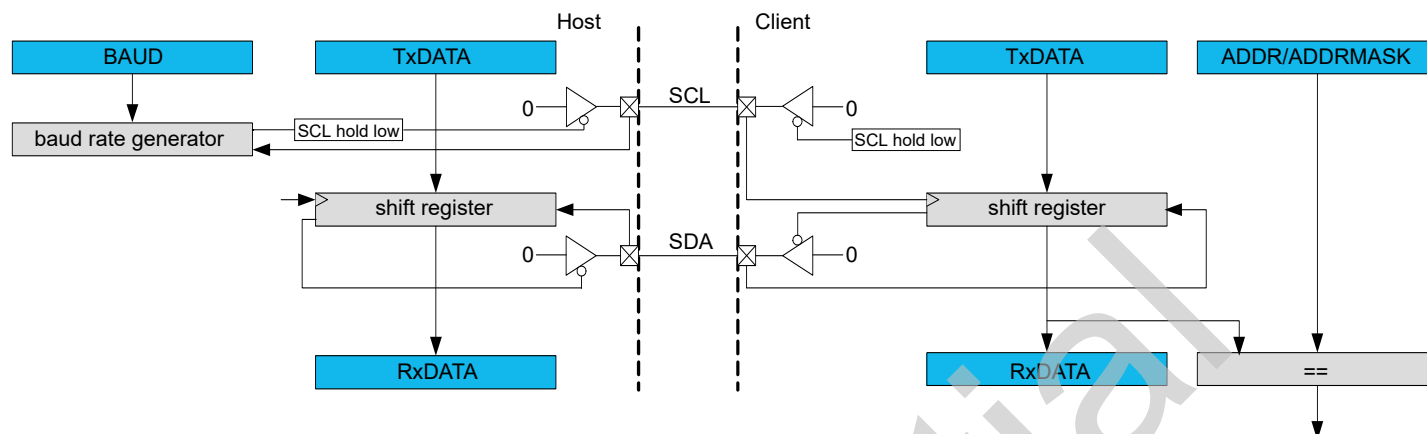 Host Client
BAUD TxDATA TxDATA ADDR/ADDRMASK
0 SCL 0
baud rate generator SCL hold low SCL hold low
shift register shift register
0 SDA 0
RxDATA RxDATA ==